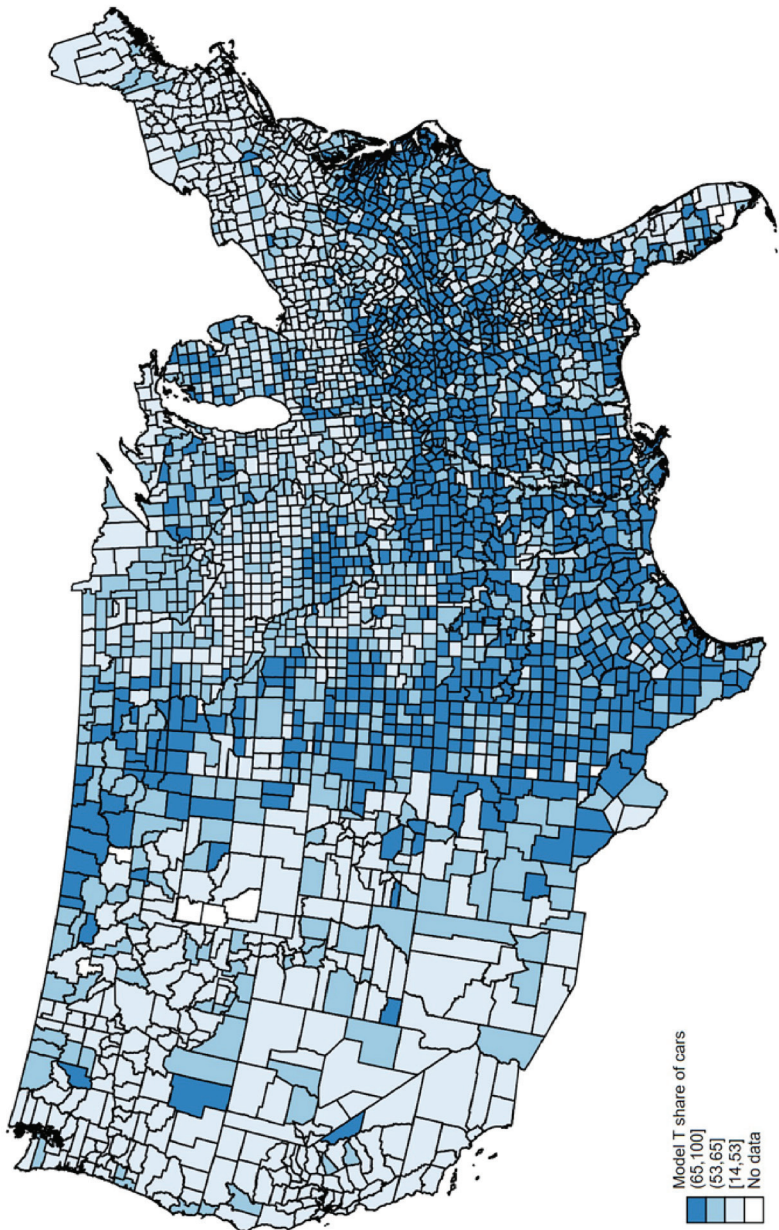 Model T share of cars
(65,100]
(53,65]
[14,53]
No data